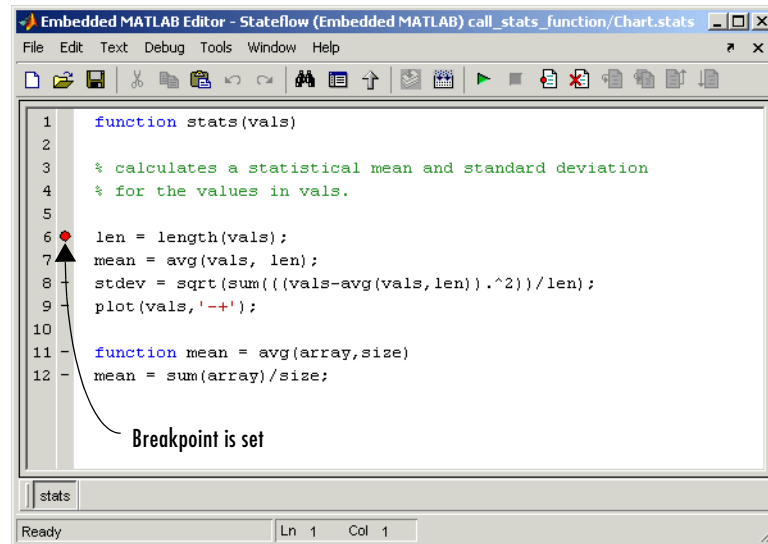 Embedded MATLAB Editor - Stateflow (Embedded MATLAB) call_stats_function/Chart.stats
File Edit Text Debug Tools Window Help
1 function stats(vals)
2
3 % calculates a statistical mean and standard deviation
4 % for the values in vals.
5
6 len = length(vals);
7 mean = avg(vals, len);
8 - stdev = sqrt(sum(((vals-avg(vals,len)).^2))/len);
9 - plot(vals,'-+');
10
11 - function mean = avg(array,size)
12 - mean = sum(array)/size;
Breakpoint is set
stats
Ready Ln 1 Col 1